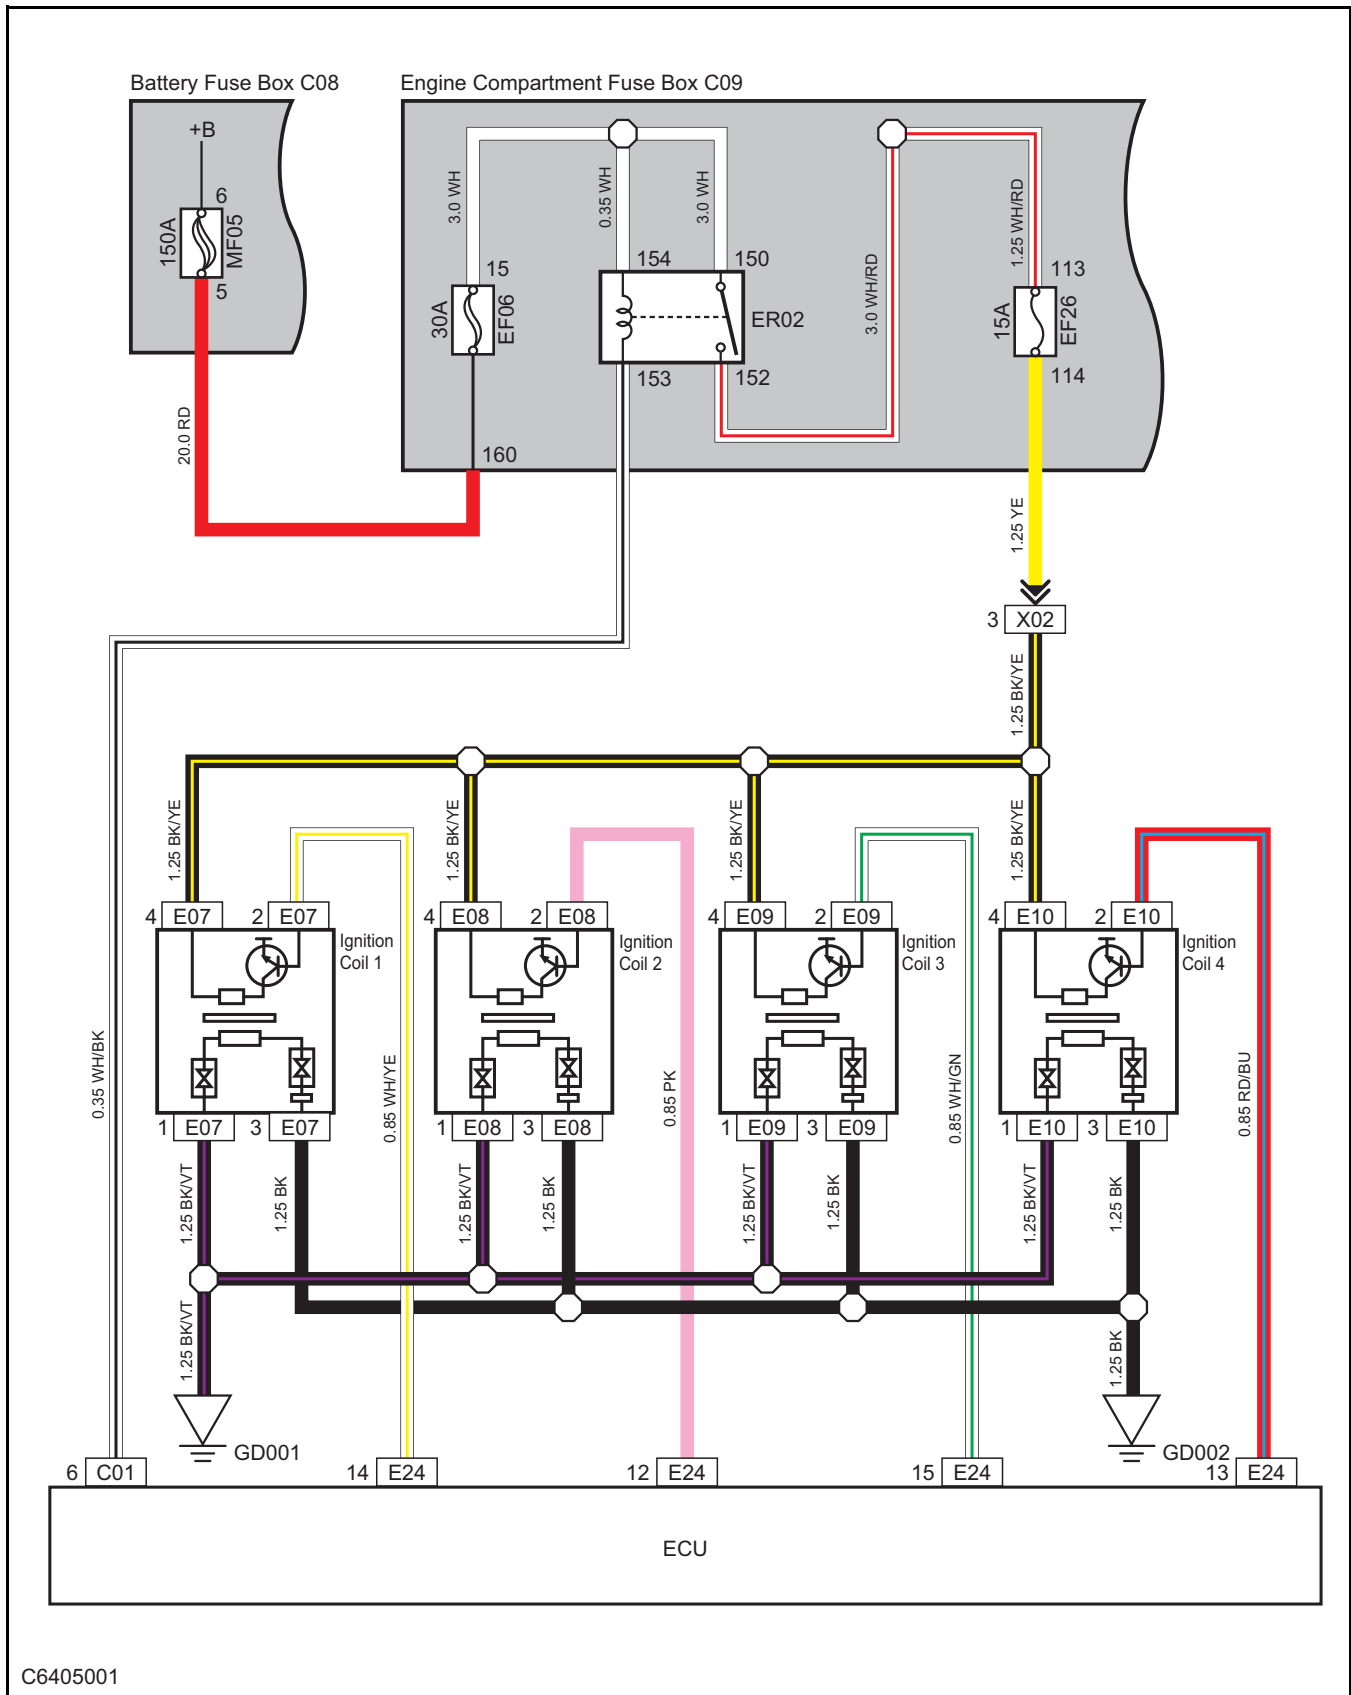 Battery Fuse Box C08
Engine Compartment Fuse Box C09
+B
6
150A
MF05
5
20.0 RD
3.0 WH
0.35 WH
3.0 WH
15
30A
EF06
160
154
150
ER02
153
152
3.0 WH/RD
1.25 WH/RD
113
15A
EF26
114
1.25 YE
3 X02
1.25 BK/YE
1.25 BK/YE
1.25 BK/YE
1.25 BK/YE
1.25 BK/YE
4 E07
2 E07
4 E08
2 E08
4 E09
2 E09
4 E10
2 E10
Ignition
Coil 1
Ignition
Coil 2
Ignition
Coil 3
Ignition
Coil 4
0.35 WH/BK
0.85 WH/YE
0.85 PK
0.85 WH/GN
0.85 RD/BU
1 E07
3 E07
1 E08
3 E08
1 E09
3 E09
1 E10
3 E10
1.25 BK/VT
1.25 BK
1.25 BK/VT
1.25 BK
1.25 BK/VT
1.25 BK
1.25 BK/VT
1.25 BK
1.25 BK/VT
1.25 BK
GD001
GD002
6 C01
14 E24
12 E24
15 E24
13 E24
ECU
C6405001